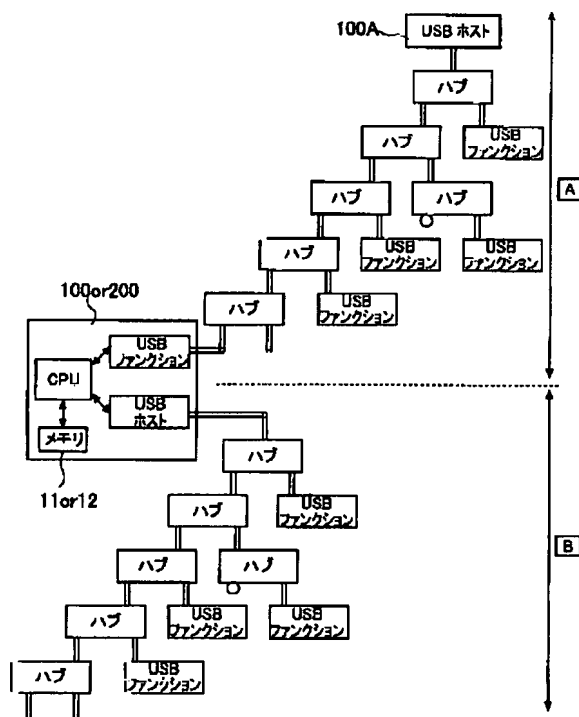 100A
USB ホスト
ハブ
ハブ
USB
ファンクション
ハブ
ハブ
A
ハブ
USB
ファンクション
USB
ファンクション
ハブ
USB
ファンクション
100or200
USB
ファンクション
CPU
USB
ホスト
メモリ
11or12
ハブ
ハブ
USB
ファンクション
ハブ
ハブ
B
ハブ
USB
ファンクション
USB
ファンクション
ハブ
USB
ファンクション